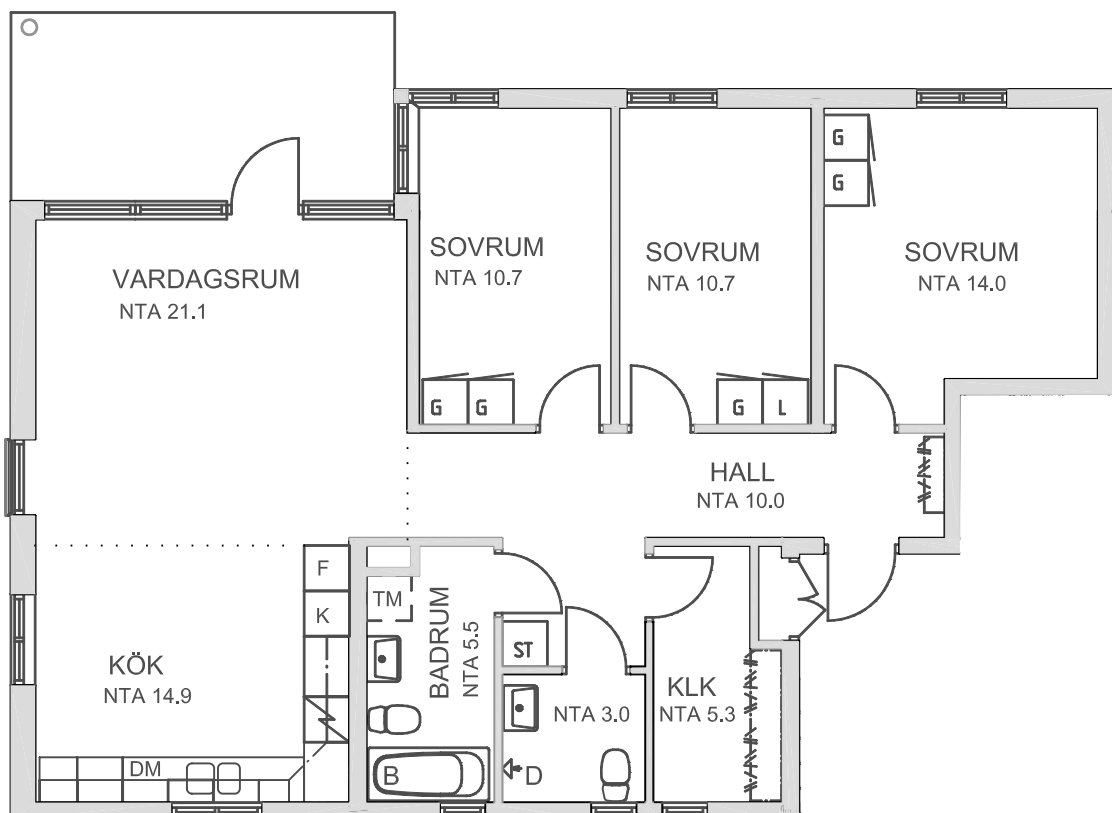 G
G
SOVRUM
NTA 10.7
SOVRUM
NTA 10.7
SOVRUM
NTA 14.0
VARDAGSRUM
NTA 21.1
G G
G L
HALL
NTA 10.0
F
K
TM
BADRUM
NTA 5.5
ST
KÖK
NTA 14.9
NTA 3.0
KLK
NTA 5.3
DM
B
D